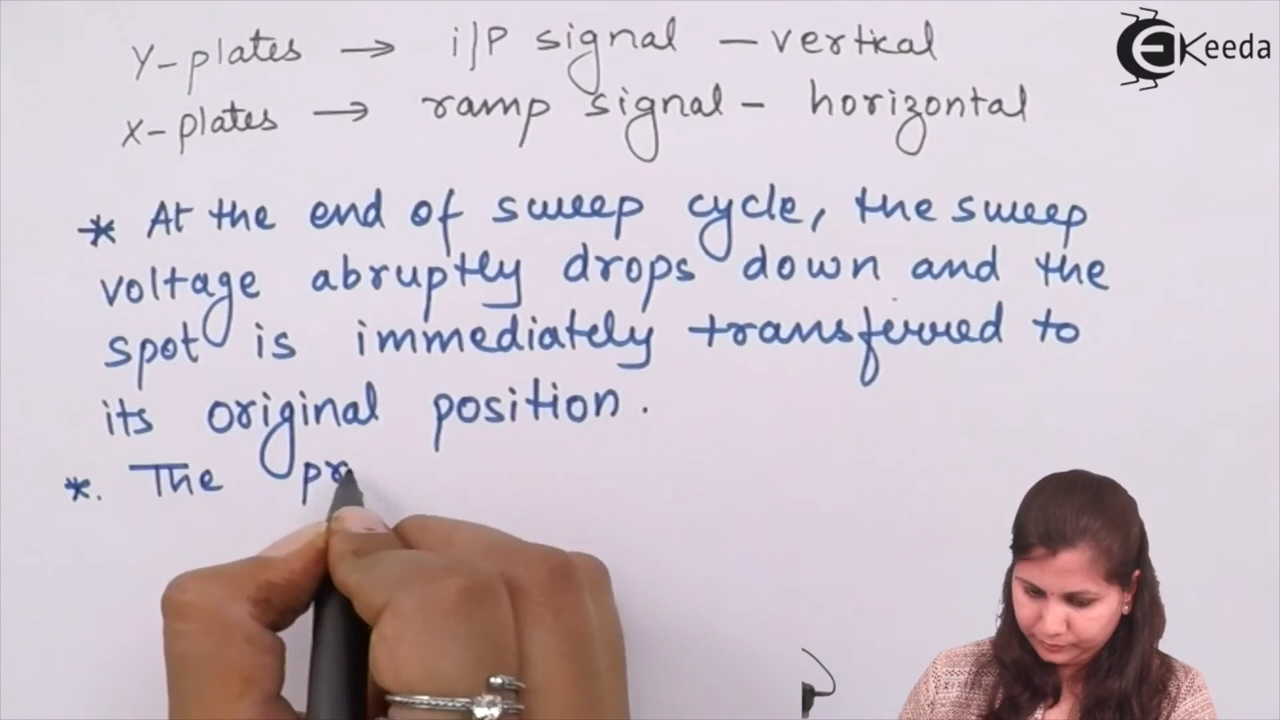 Y-plates → i/P signal - vertical
X-plates → ramp signal - horizontal
* At the end of sweep cycle, the sweep
voltage abruptly drops down and the
spot is immediately transferred to
its original position.
*. The pr
EKeeda